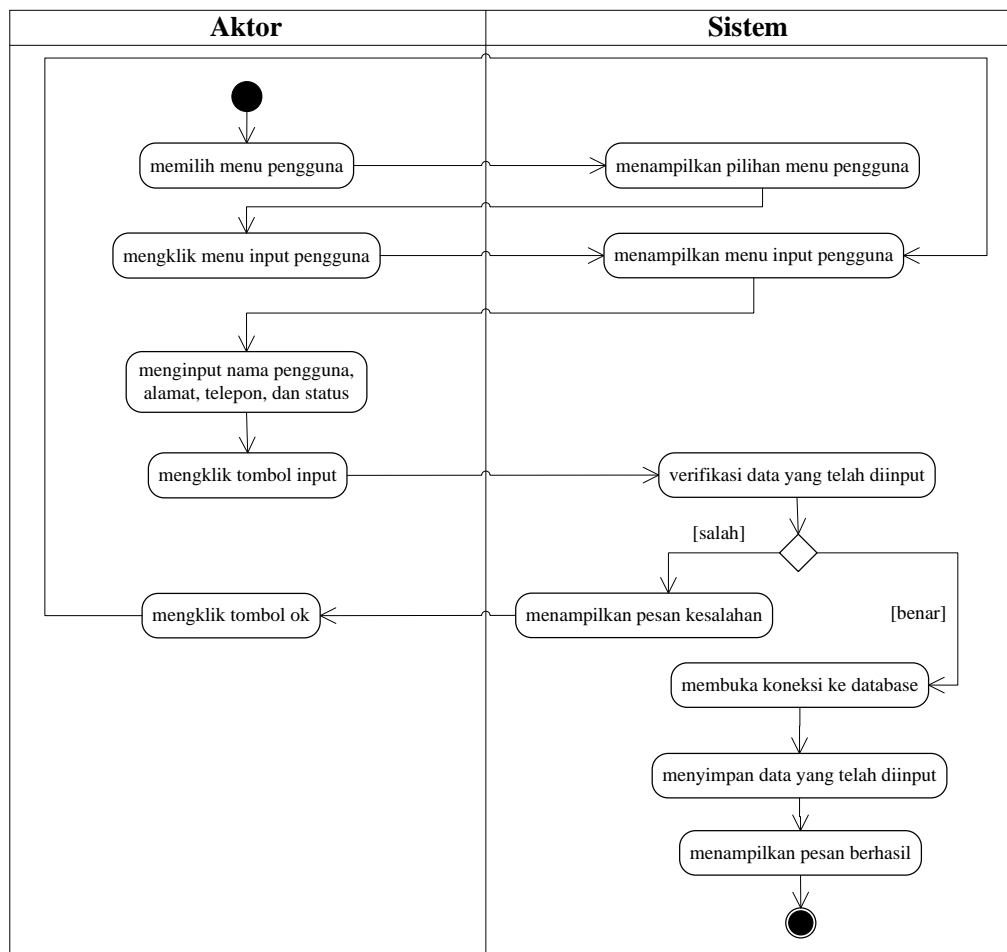 Aktor
Sistem
memilih menu pengguna
menampilkan pilihan menu pengguna
mengklik menu input pengguna
menampilkan menu input pengguna
menginput nama pengguna,
alamat, telepon, dan status
mengklik tombol input
verifikasi data yang telah diinput
[salah]
mengklik tombol ok
menampilkan pesan kesalahan
[benar]
membuka koneksi ke database
menyimpan data yang telah diinput
menampilkan pesan berhasil